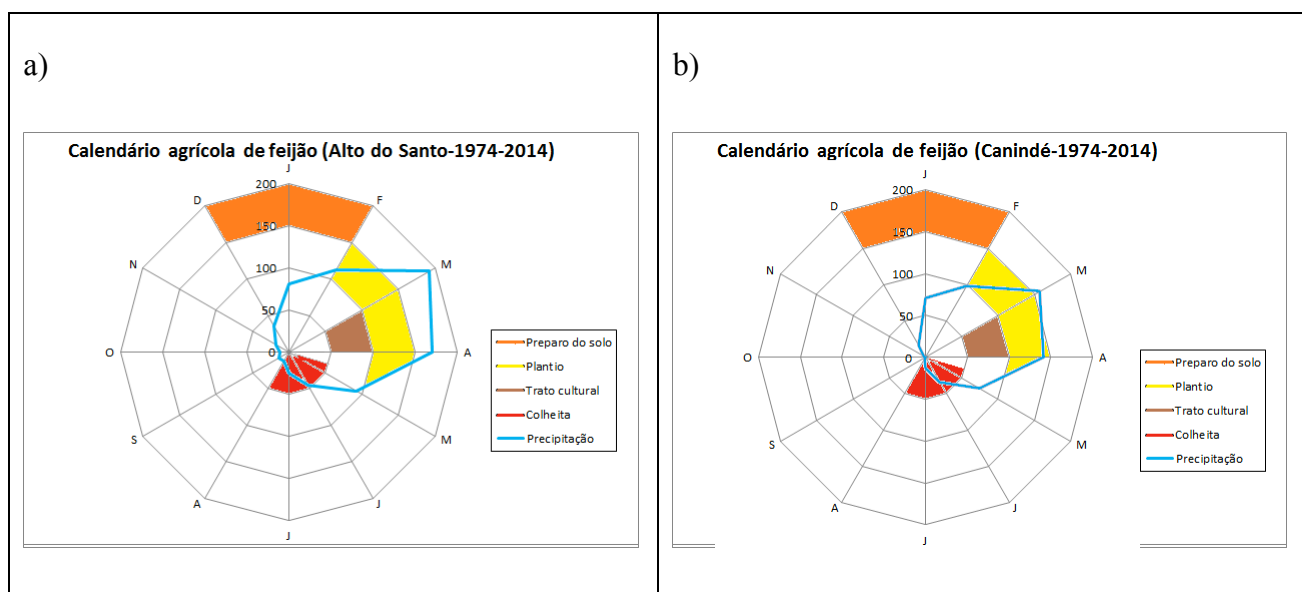 a)
Calendário agrícola de feijão (Alto do Santo-1974-2014)
J
200
D
F
150
N
100
M
50
O
0
A
S
M
A
J
J
Preparo do solo
Plantio
Trato cultural
Colheita
Precipitação
b)
Calendário agrícola de feijão (Canindé-1974-2014)
J
200
D
F
150
N
100
M
50
O
0
A
S
M
A
J
J
Preparo do solo
Plantio
Trato cultural
Colheita
Precipitação